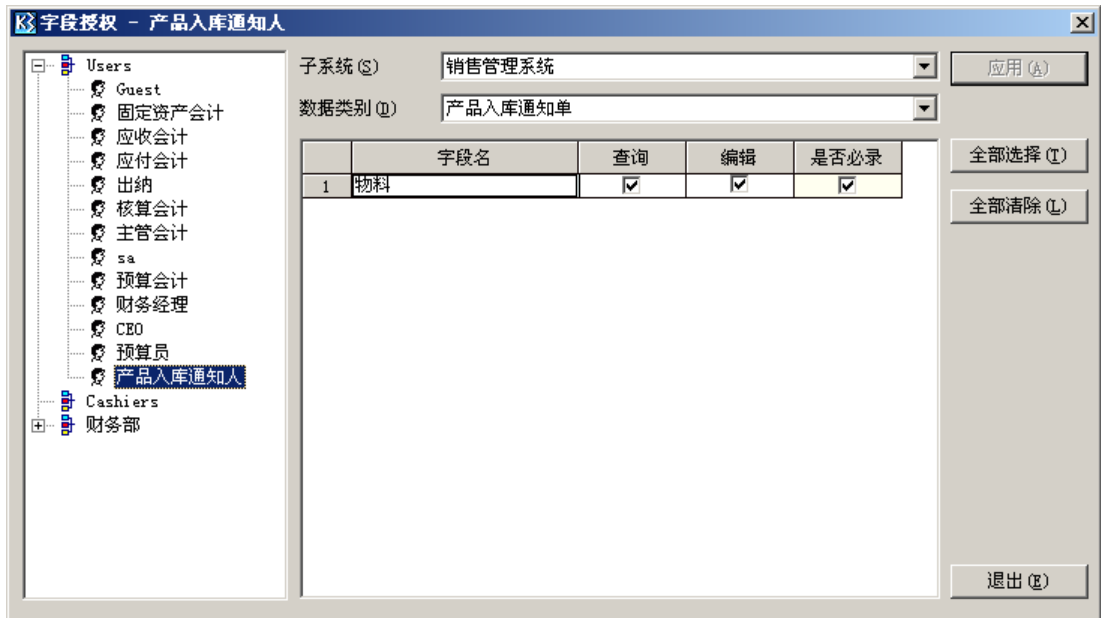 K3 字段授权 - 产品入库通知人
Users
Guest
固定资产会计
应收会计
应付会计
出纳
核算会计
主管会计
sa
预算会计
财务经理
CEO
预算员
产品入库通知人
Cashiers
财务部
子系统(S) 销售管理系统
数据类别(D) 产品入库通知单
字段名 查询 编辑 是否必录
1 物料
应用(A)
全部选择(T)
全部清除(L)
退出(E)